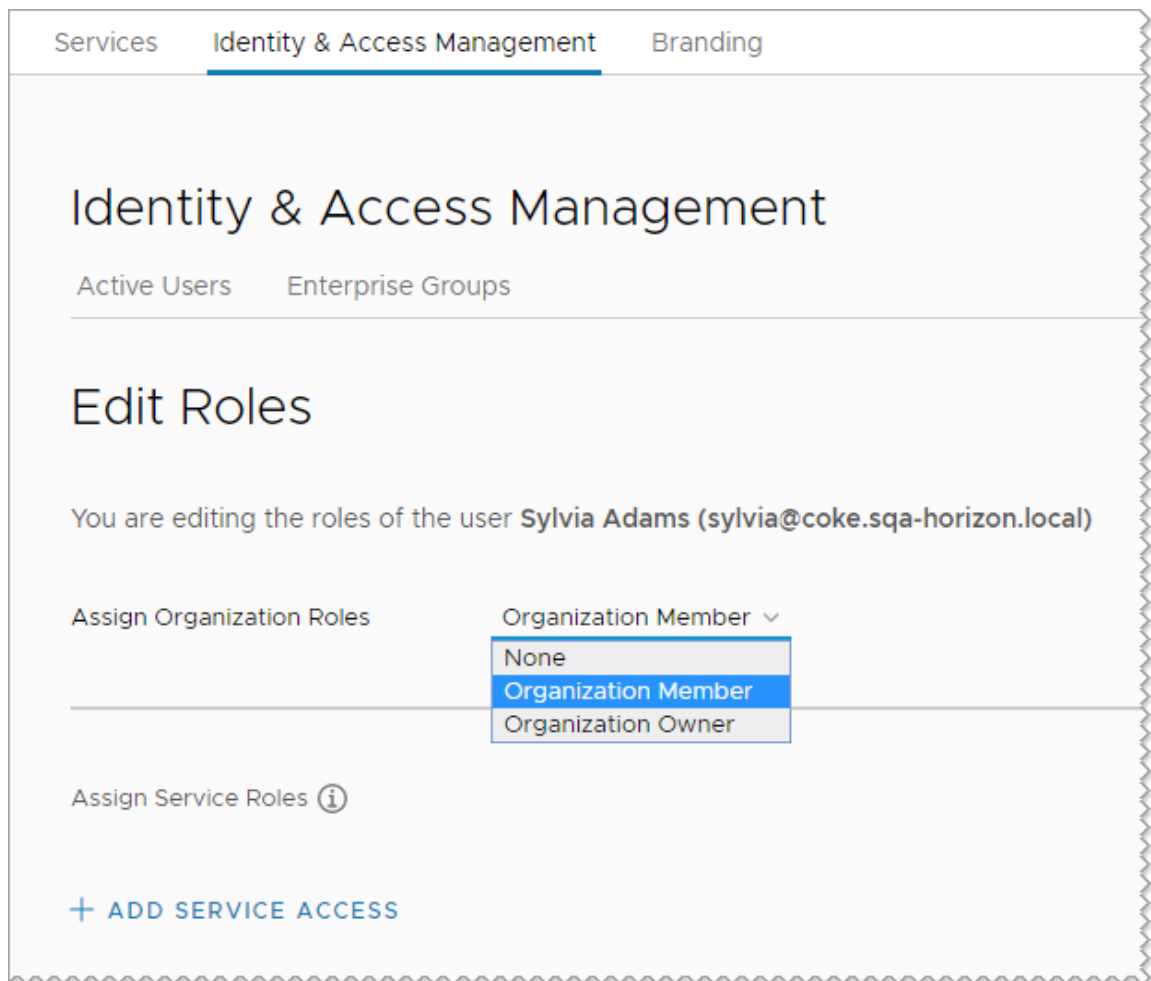 Services Identity & Access Management Branding
Identity & Access Management
Active Users Enterprise Groups
Edit Roles
You are editing the roles of the user Sylvia Adams (sylvia@coke.sqa-horizon.local)
Assign Organization Roles Organization Member
None
Organization Member
Organization Owner
Assign Service Roles
+ ADD SERVICE ACCESS